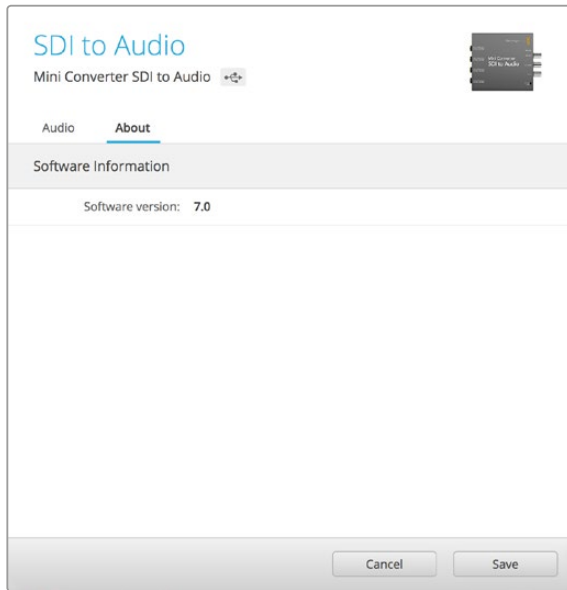 SDI to Audio
Mini Converter SDI to Audio
Audio About
Software Information
Software version: 7.0
Cancel Save